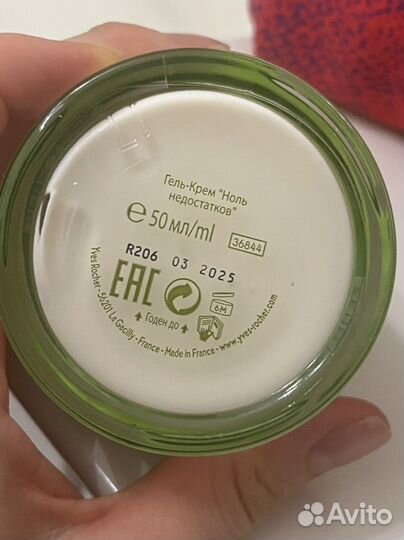 Гель-Крем "Ноль
недостатков"
e 50 мл/ml
36844
R206 03 2025
EAC
6M
Годен до
Yves Rocher - 56201 La Gacilly - France - Made in France - www.yves-rocher.com
Avito